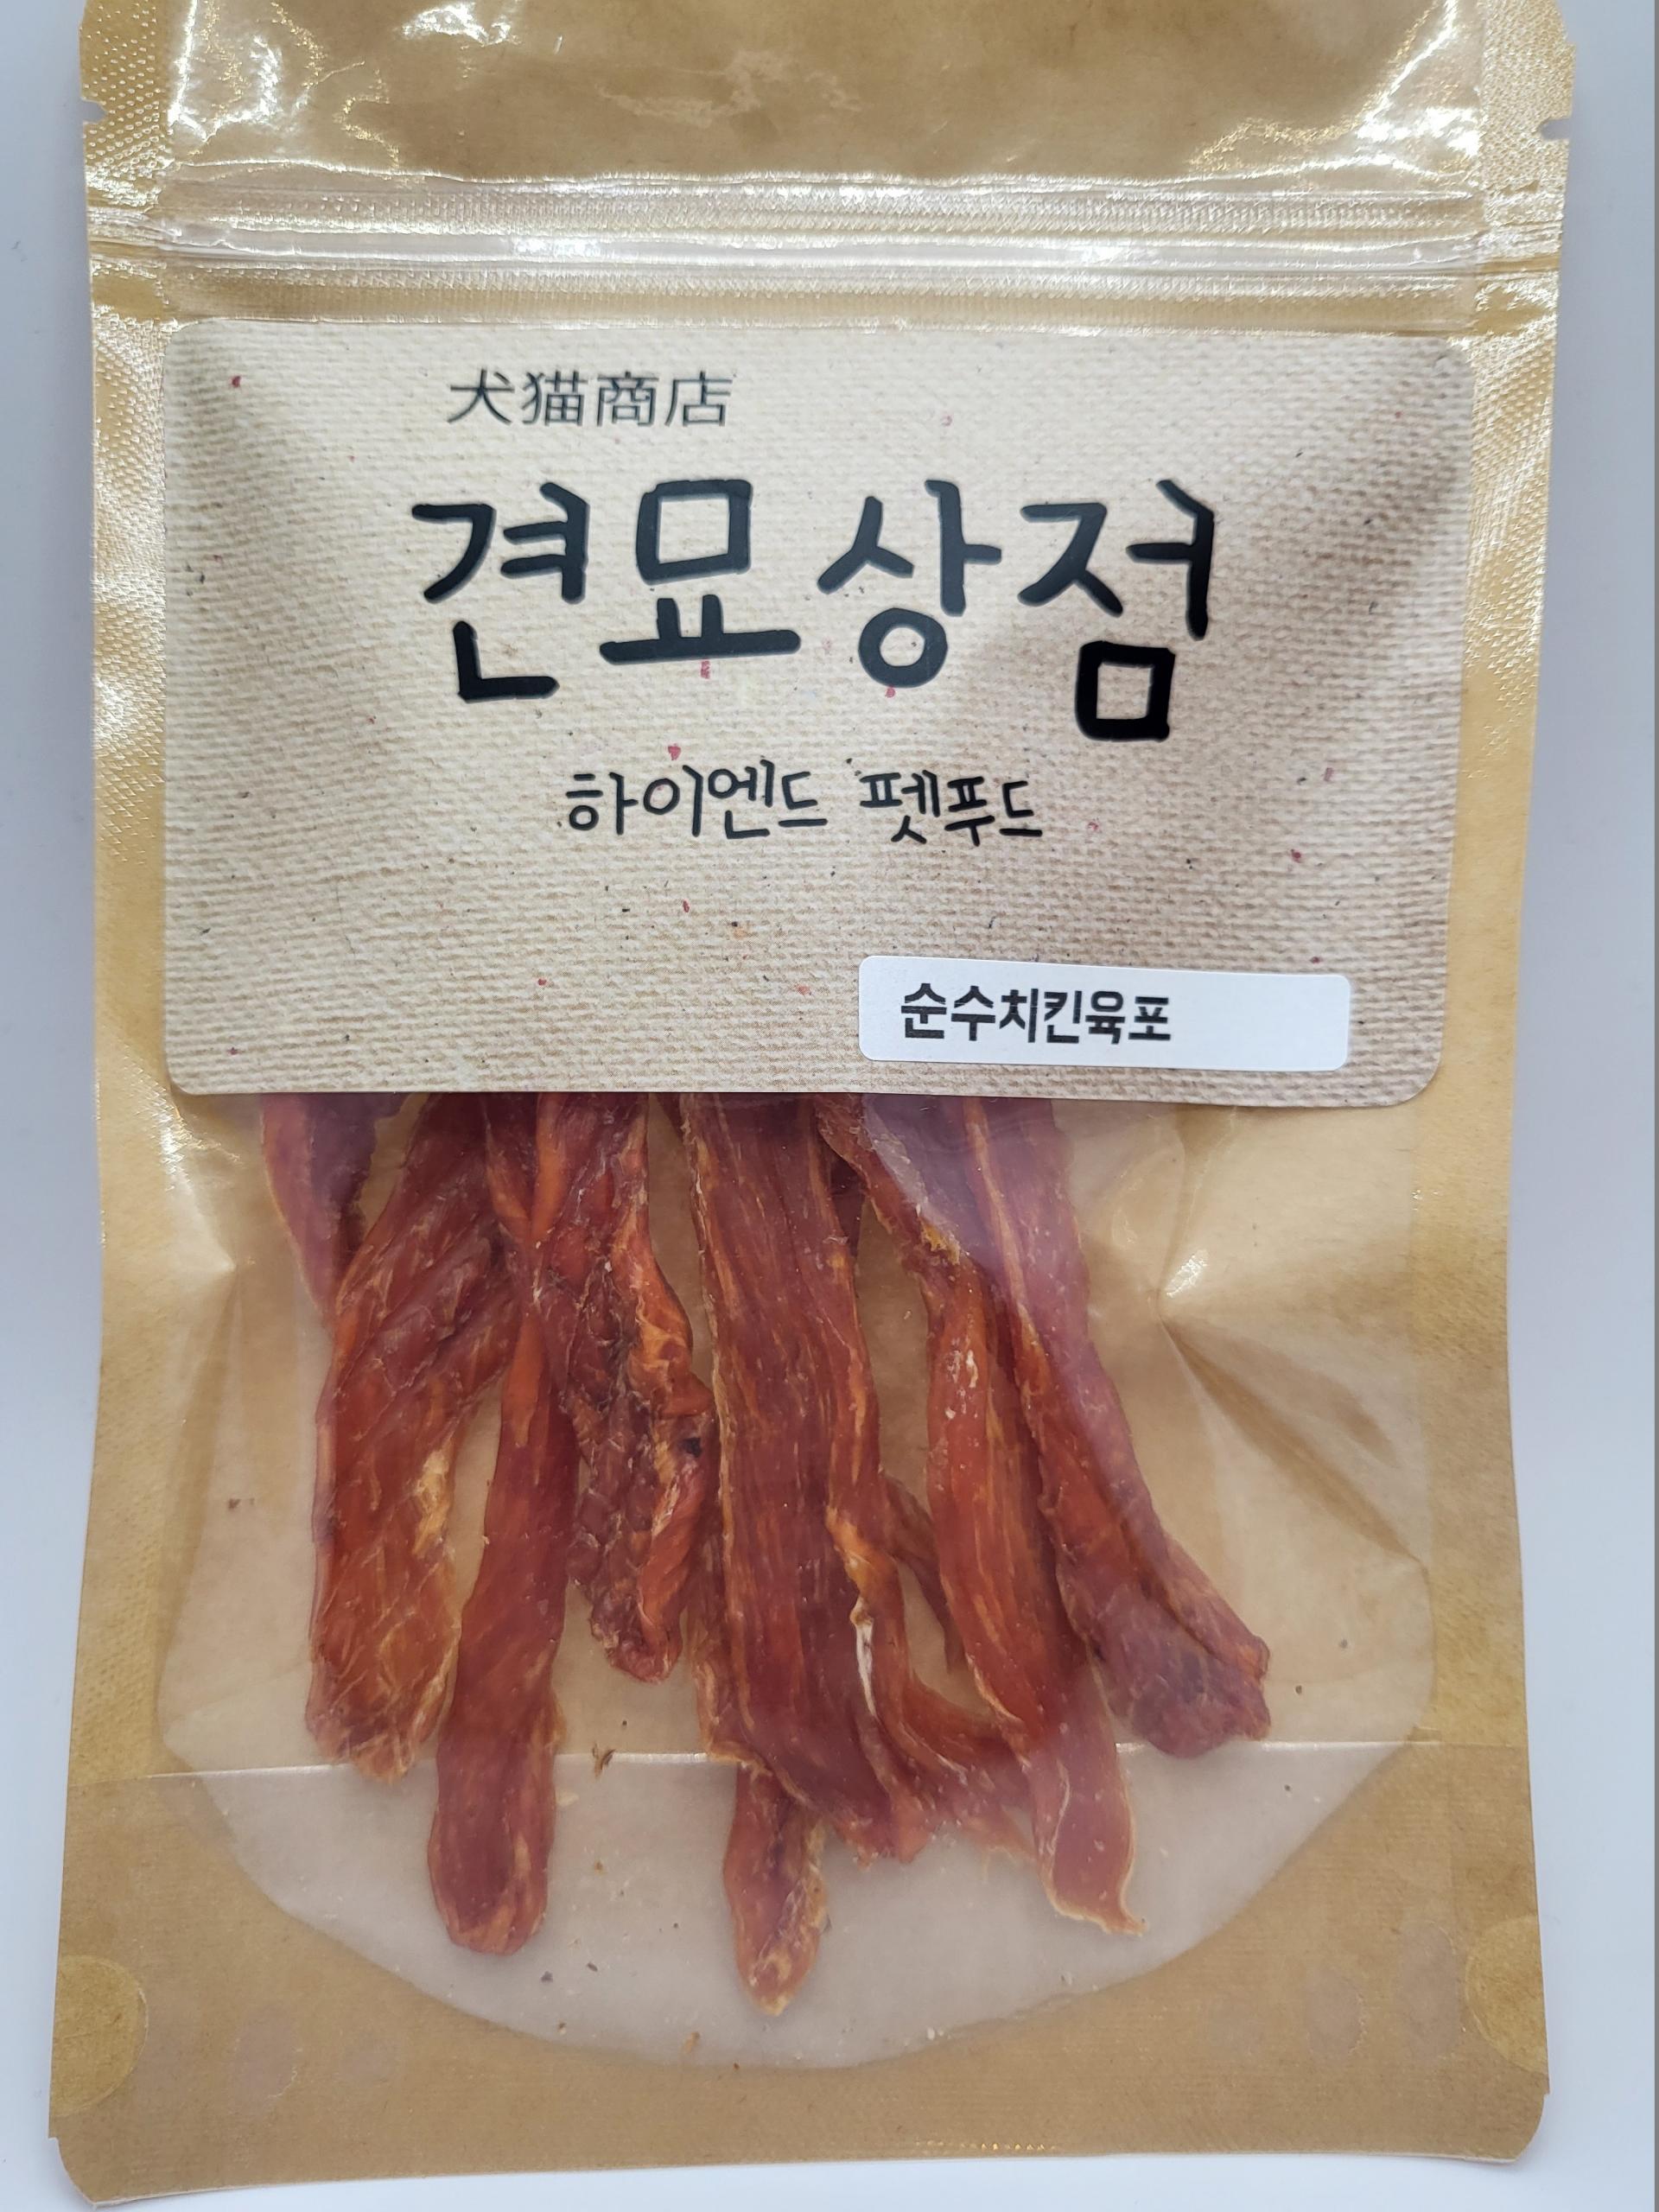 犬猫商店
견묘상점
하이엔드 펫푸드
순수치킨육포